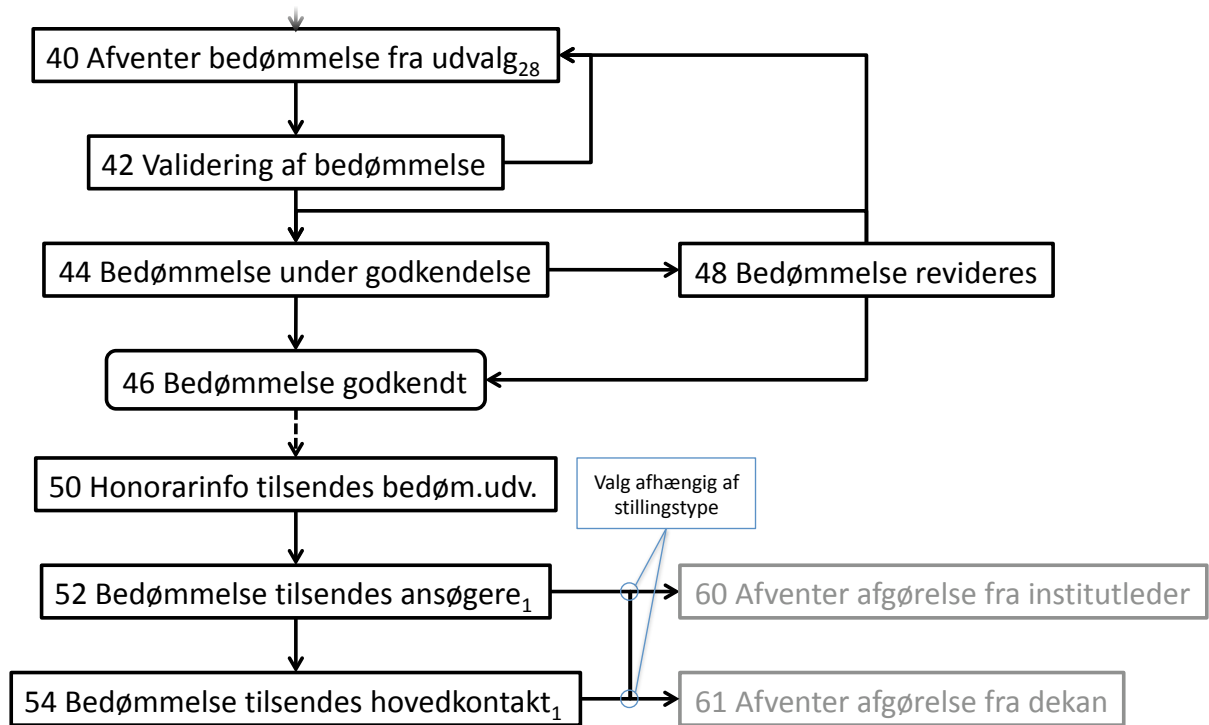 40 Afventer bedømmelse fra udvalg28
42 Validering af bedømmelse
44 Bedømmelse under godkendelse
48 Bedømmelse revideres
46 Bedømmelse godkendt
50 Honorarinfo tilsendes bedøm.udv.
Valg afhængig af
stillingstype
52 Bedømmelse tilsendes ansøgere1
60 Afventer afgørelse fra institutleder
54 Bedømmelse tilsendes hovedkontakt1
61 Afventer afgørelse fra dekan